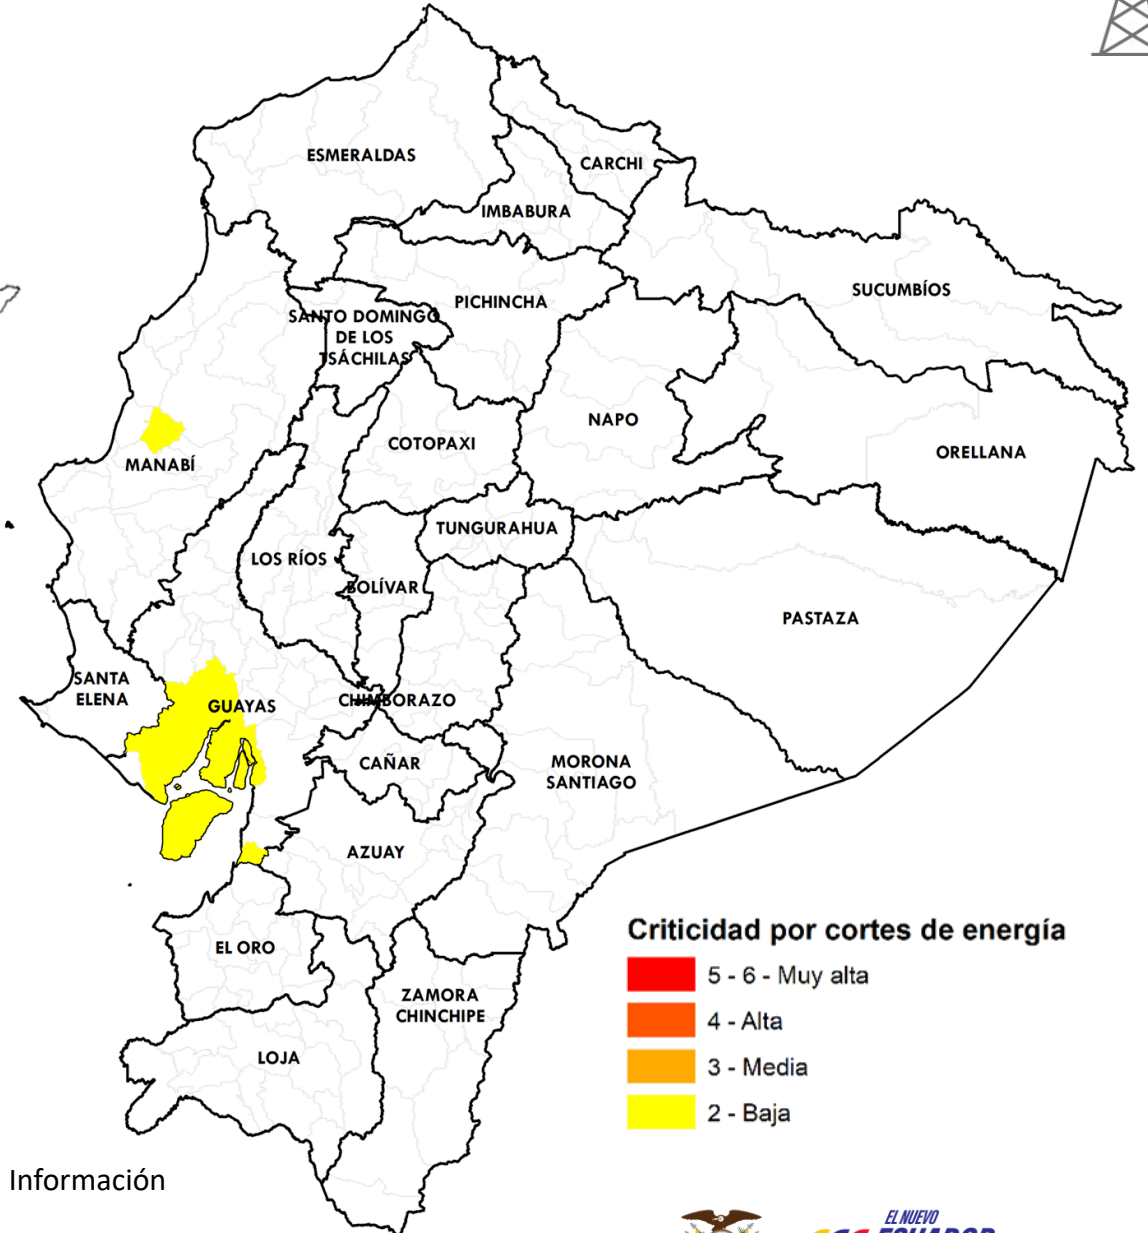 ESMERALDAS
CARCHI
IMBABURA
SUCUMBÍOS
PICHINCHA
SANTO DOMINGO
DE LOS
TSÁCHILAS
NAPO
COTOPAXI
ORELLANA
MANABÍ
TUNGURAHUA
LOS RÍOS
BOLÍVAR
PASTAZA
SANTA
ELENA
GUAYAS
CHIMBORAZO
CAÑAR
MORONA
SANTIAGO
AZUAY
EL ORO
ZAMORA
CHINCHIPE
LOJA
Criticidad por cortes de energía
5 - 6 - Muy alta
4 - Alta
3 - Media
2 - Baja
Información
EL NUEVO
ECUADOR